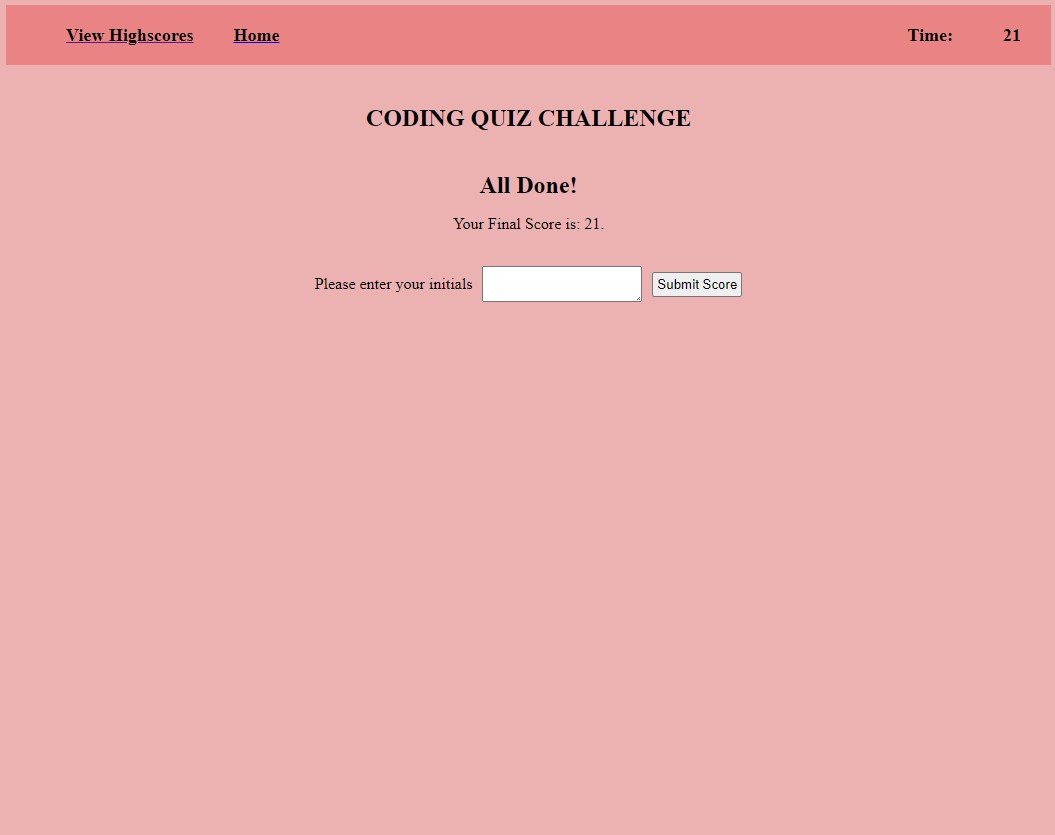 View Highscores Home Time: 21
CODING QUIZ CHALLENGE
All Done!
Your Final Score is: 21.
Please enter your initials Submit Score